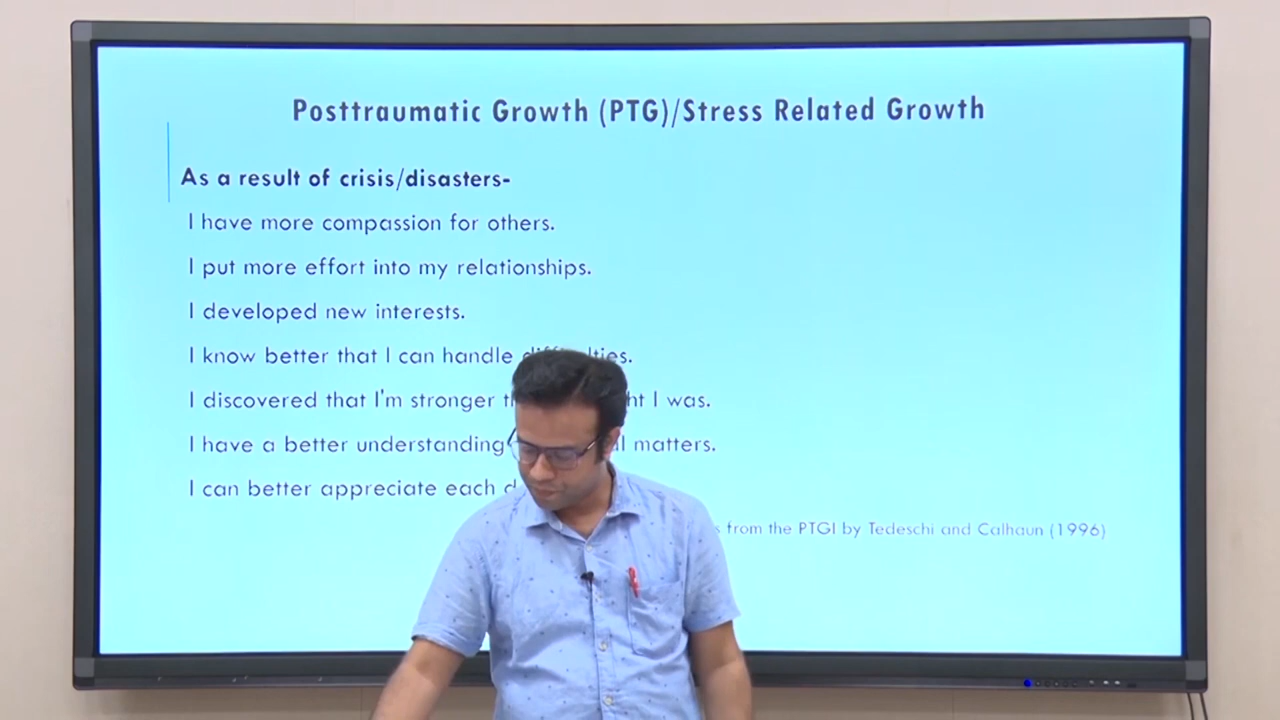 Posttraumatic Growth (PTG)/Stress Related Growth
As a result of crisis/disasters-
I have more compassion for others.
I put more effort into my relationships.
I developed new interests.
I know better that I can handle
I discovered that I'm stronger I was.
I have a better understanding matters.
I can better appreciate each
from the PTGI by Tedeschi and Calhaun (1996)